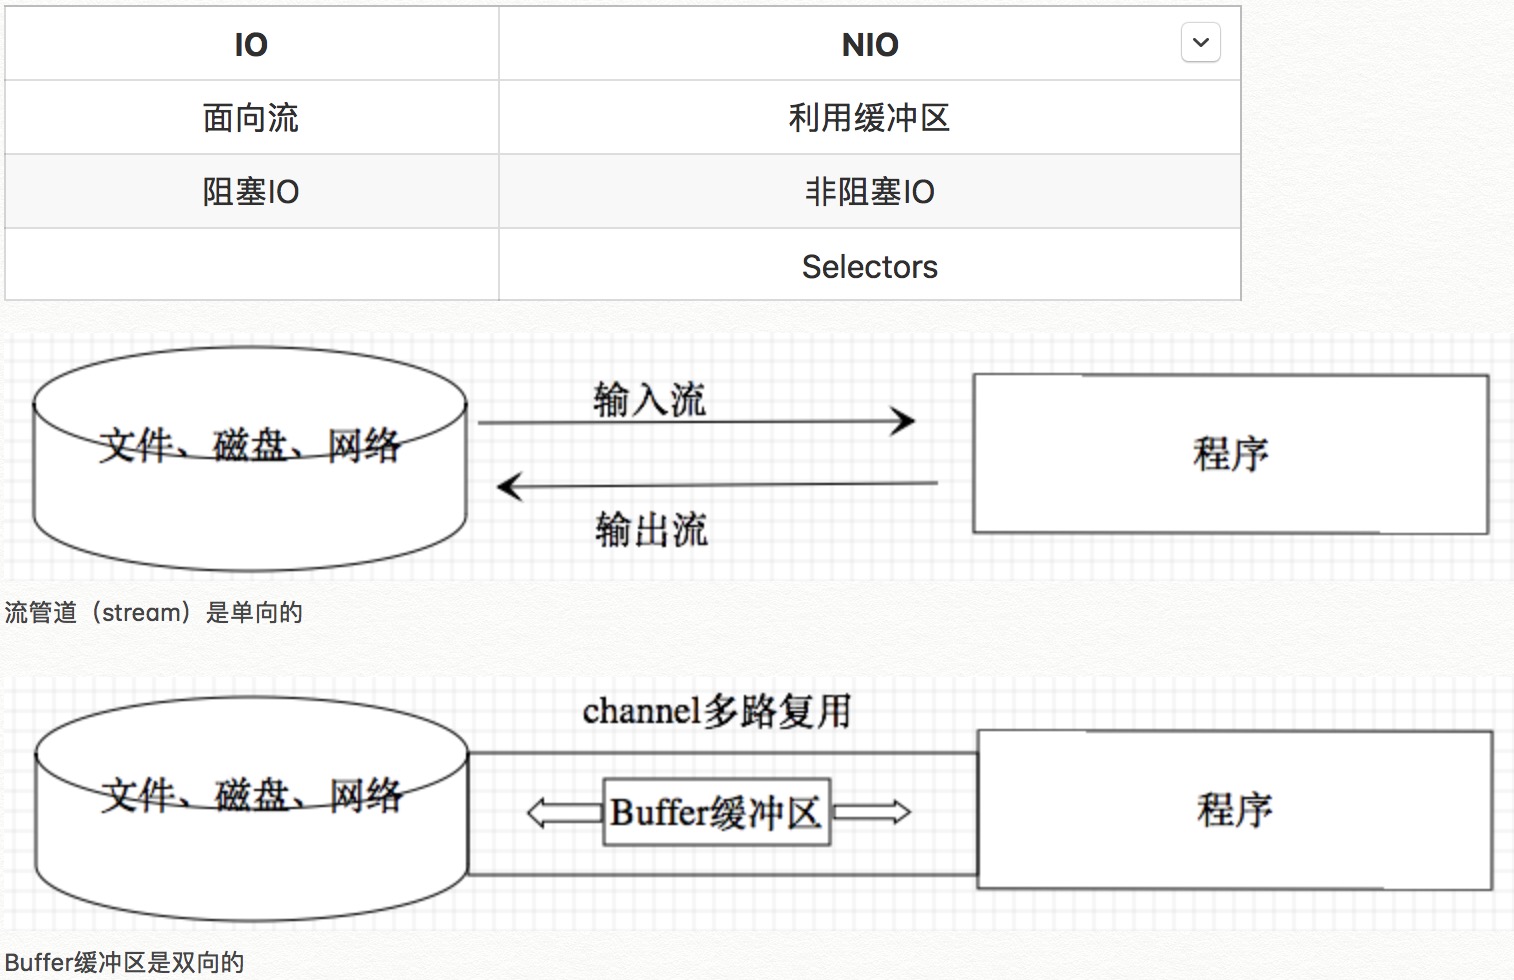 IO NIO
面向流 利用缓冲区
阻塞IO 非阻塞IO
Selectors
输入流
文件、磁盘、网络 程序
输出流
流管道（stream）是单向的
channel多路复用
文件、磁盘、网络 Buffer缓冲区 程序
Buffer缓冲区是双向的